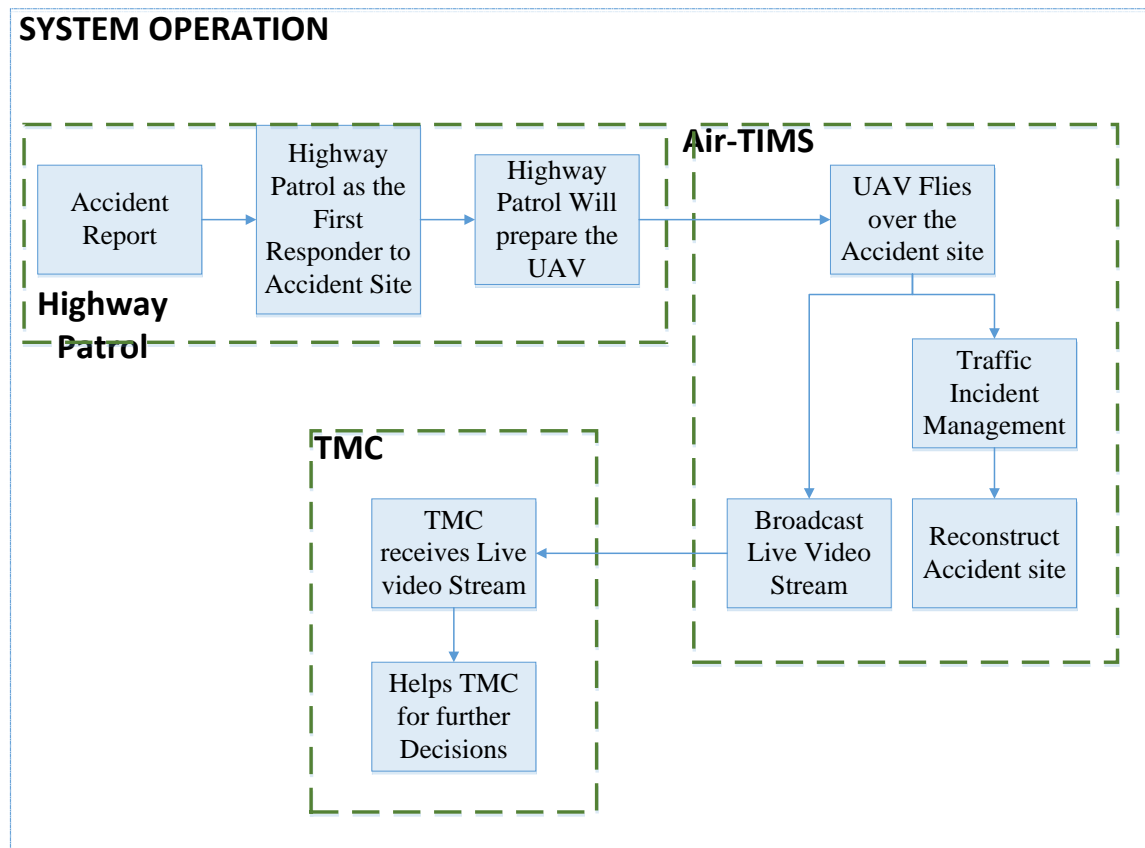 SYSTEM OPERATION
Accident
Report
Highway
Patrol as the
First
Responder to
Accident Site
Highway
Patrol Will
prepare the
UAV
Highway
Patrol
Air-TIMS
UAV Flies
over the
Accident site
Traffic
Incident
Management
Broadcast
Live Video
Stream
Reconstruct
Accident site
TMC
TMC
receives Live
video Stream
Helps TMC
for further
Decisions